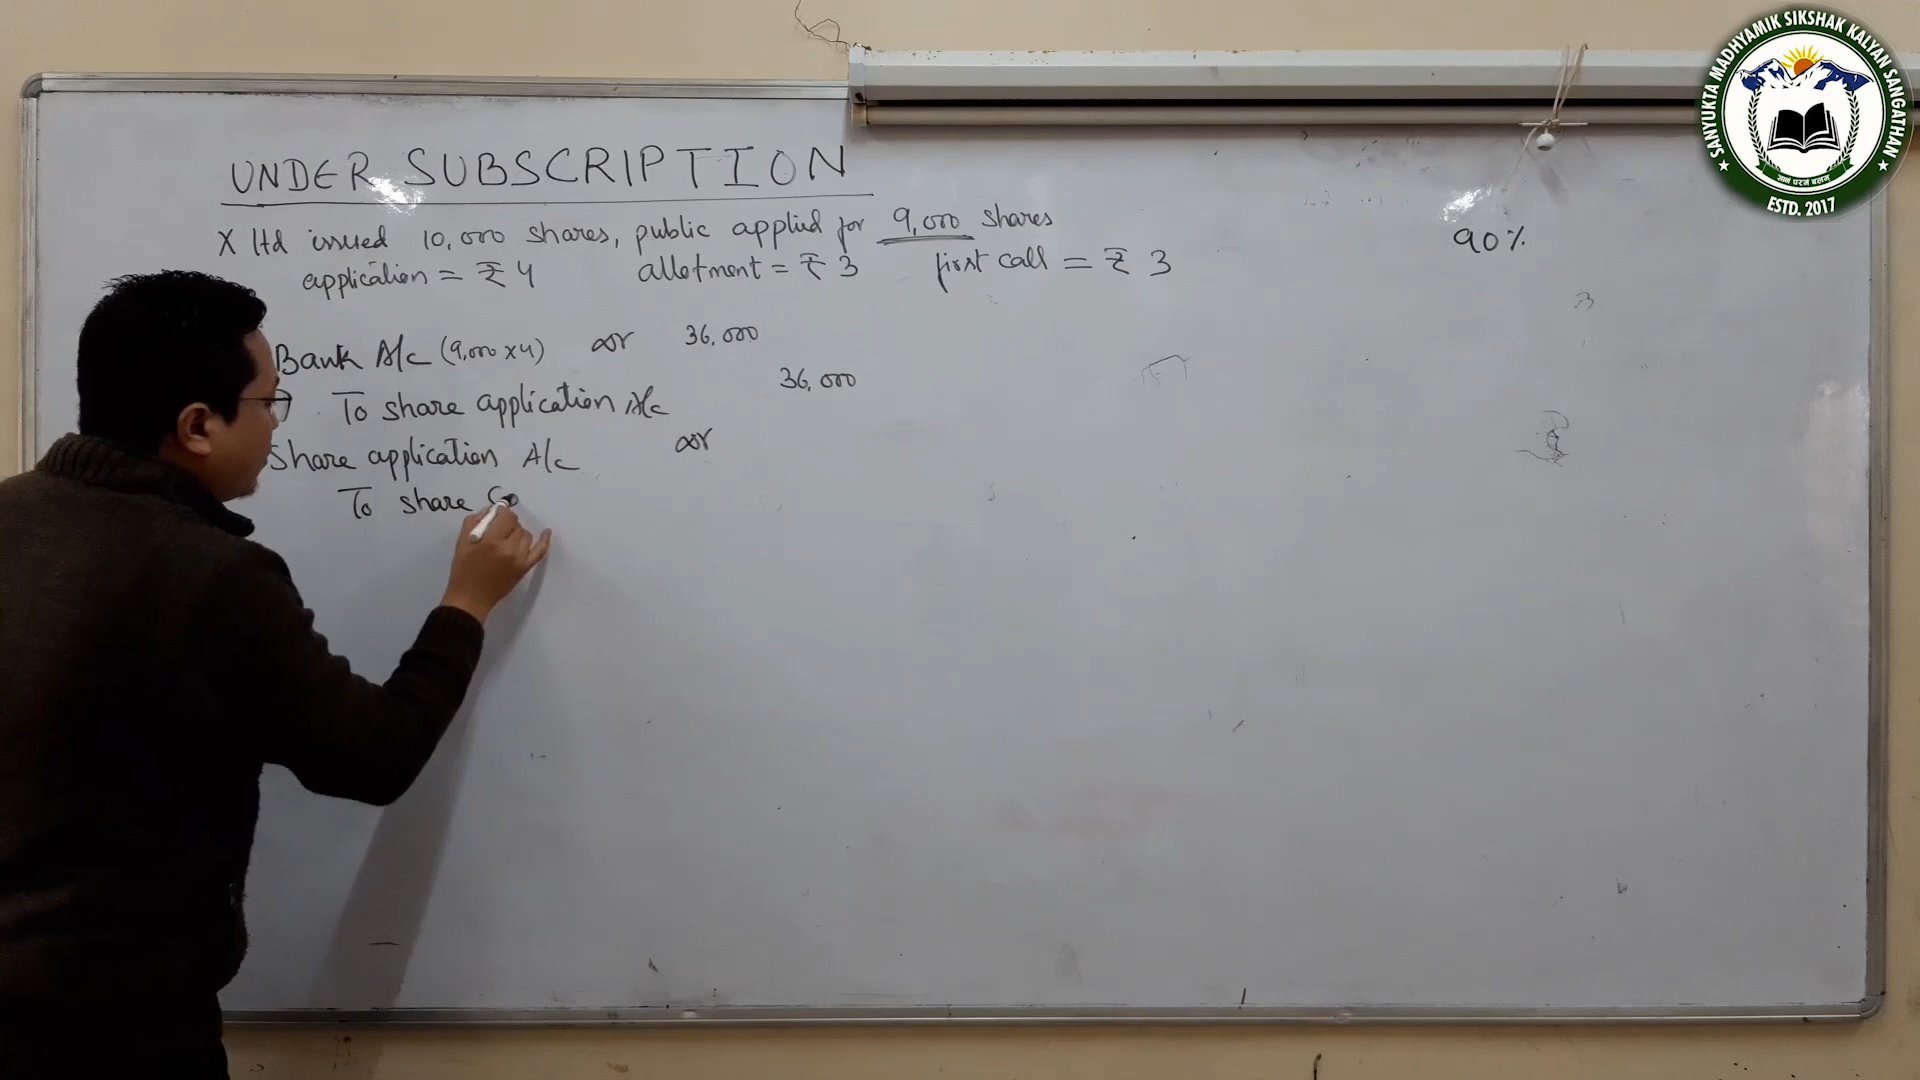 UNDER SUBSCRIPTION
X ltd issued 10,000 shares, public applied for 9,000 shares
application = ₹ 4 allotment = ₹ 3 first call = ₹ 3
90%
Bank A/c (9,000 x 4) Dr 36,000
To share application A/c 36,000
Share application A/c Dr
To share
SANYUKTA MADHYAMIK SIKSHAK KALYAN SANGATHAN
ESTD. 2017